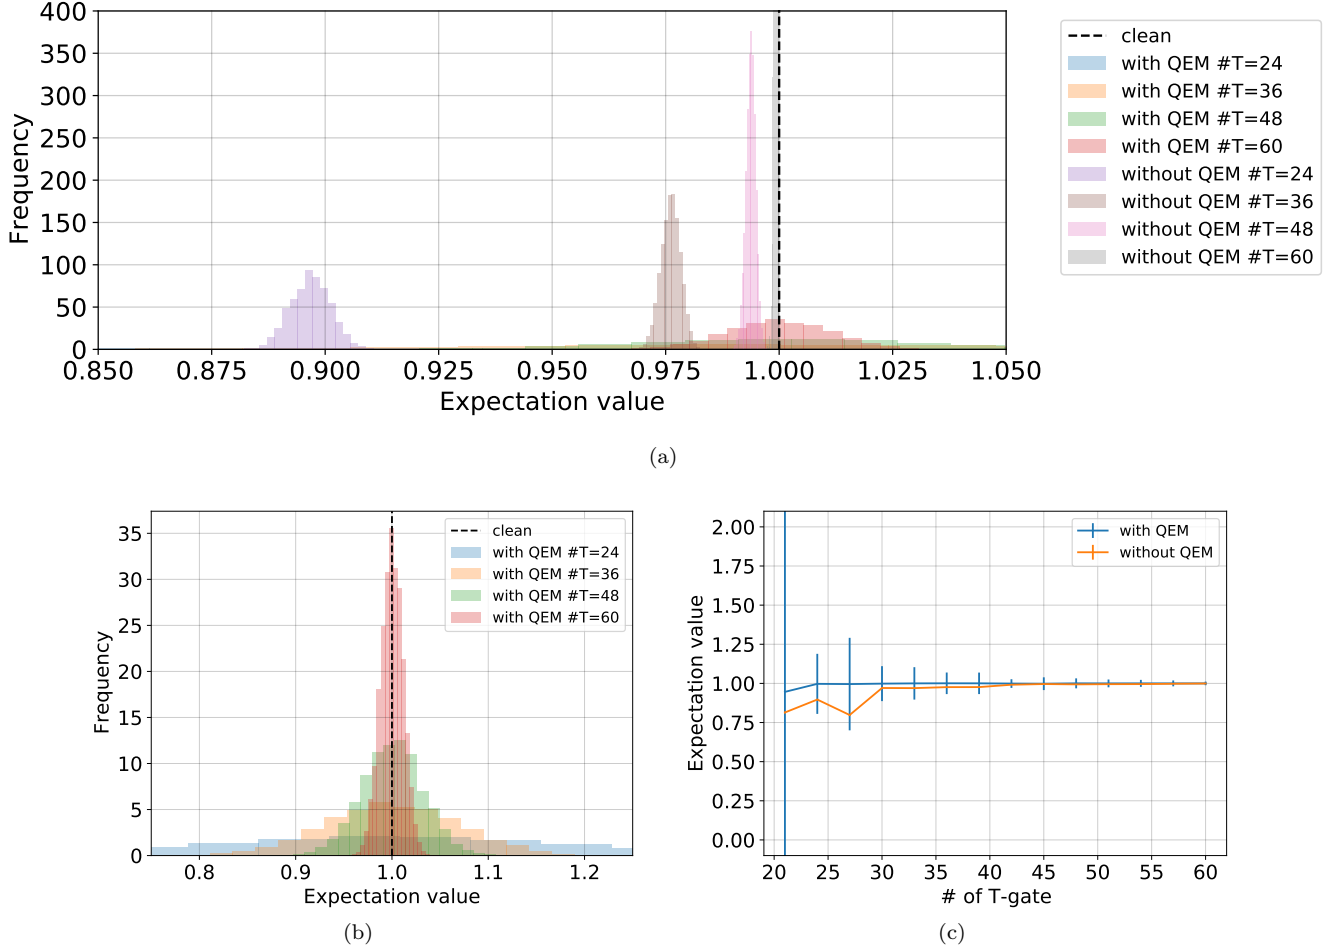 400
350
300
250
200
150
100
50
0
Frequency
0.850 0.875 0.900 0.925 0.950 0.975 1.000 1.025 1.050
Expectation value
clean
with QEM #T=24
with QEM #T=36
with QEM #T=48
with QEM #T=60
without QEM #T=24
without QEM #T=36
without QEM #T=48
without QEM #T=60
(a)
35
30
25
20
15
10
5
0
Frequency
0.8 0.9 1.0 1.1 1.2
Expectation value
clean
with QEM #T=24
with QEM #T=36
with QEM #T=48
with QEM #T=60
(b)
2.00
1.75
1.50
1.25
1.00
0.75
0.50
0.25
0.00
Expectation value
20 25 30 35 40 45 50 55 60
# of T-gate
with QEM
without QEM
(c)